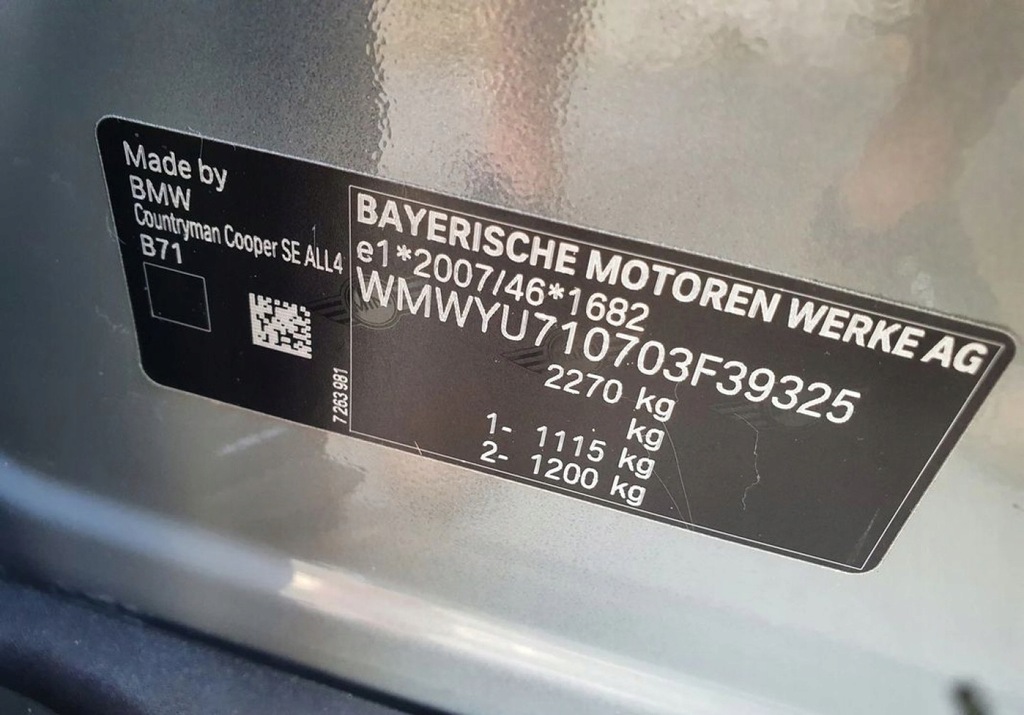 Made by
BMW
Countryman Cooper SE ALL4
B71
7 263 981
BAYERISCHE MOTOREN WERKE AG
e1*2007/46*1682
WMWYU710703F39325
2270 kg
kg
1- 1115 kg
2- 1200 kg